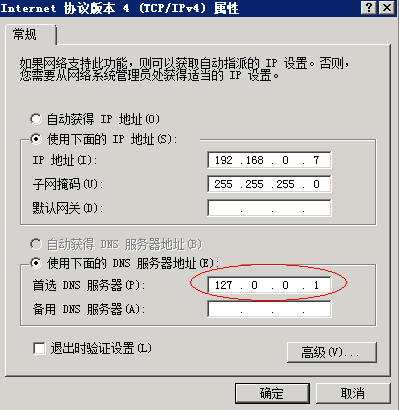 Internet 协议版本 4 (TCP/IPv4) 属性
常规
如果网络支持此功能，则可以获取自动指派的 IP 设置。否则，
您需要从网络系统管理员处获得适当的 IP 设置。
自动获得 IP 地址(O)
使用下面的 IP 地址(S):
IP 地址(I): 192 .168 . 0 . 7
子网掩码(U): 255 .255 .255 . 0
默认网关(D): . . .
自动获得 DNS 服务器地址(B)
使用下面的 DNS 服务器地址(E):
首选 DNS 服务器(P): 127 . 0 . 0 . 1
备用 DNS 服务器(A): . . .
退出时验证设置(L)
高级(V)...
确定 取消